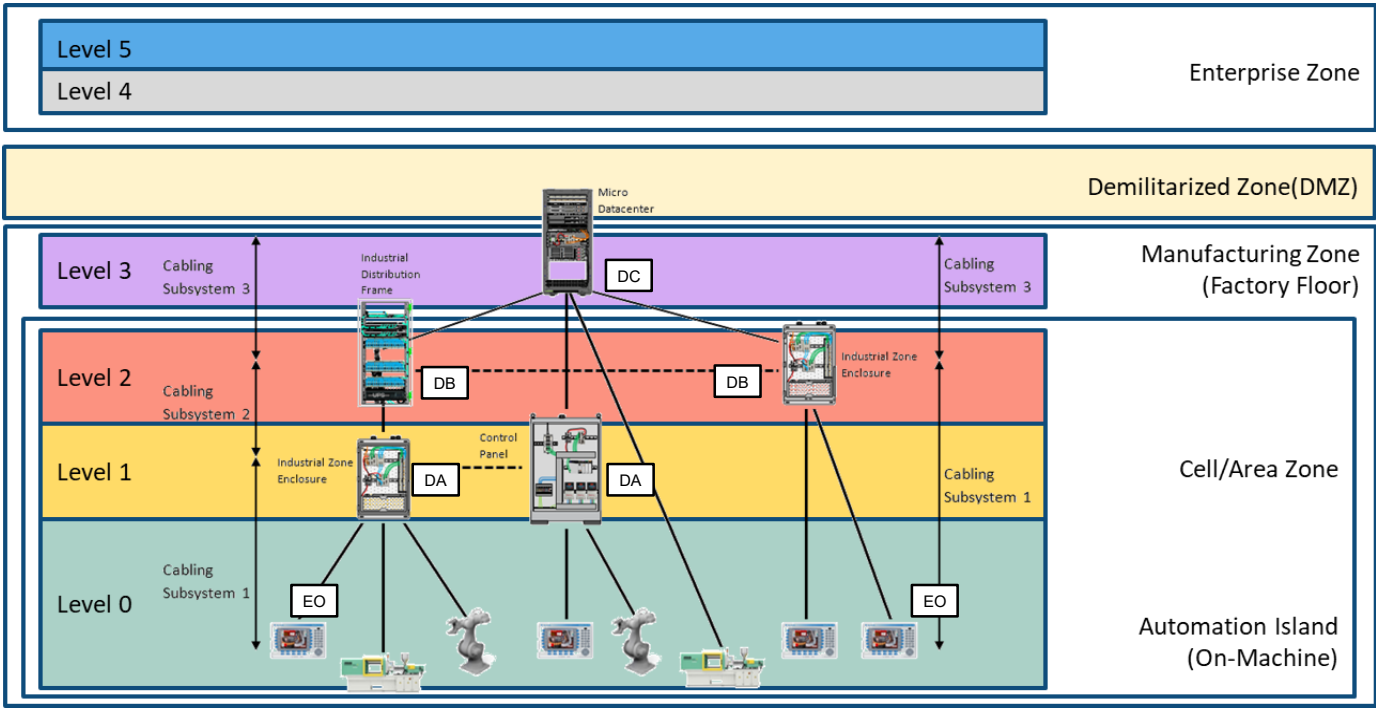 Level 5
Level 4
Enterprise Zone
Demilitarized Zone(DMZ)
Micro
Datacenter
Level 3
Cabling
Subsystem 3
Industrial
Distribution
Frame
DC
Cabling
Subsystem 3
Manufacturing Zone
(Factory Floor)
Level 2
Cabling
Subsystem 2
DB
DB
Industrial Zone
Enclosure
Level 1
Industrial Zone
Enclosure
DA
Control
Panel
DA
Cabling
Subsystem 1
Cell/Area Zone
Level 0
Cabling
Subsystem 1
EO
EO
Automation Island
(On-Machine)